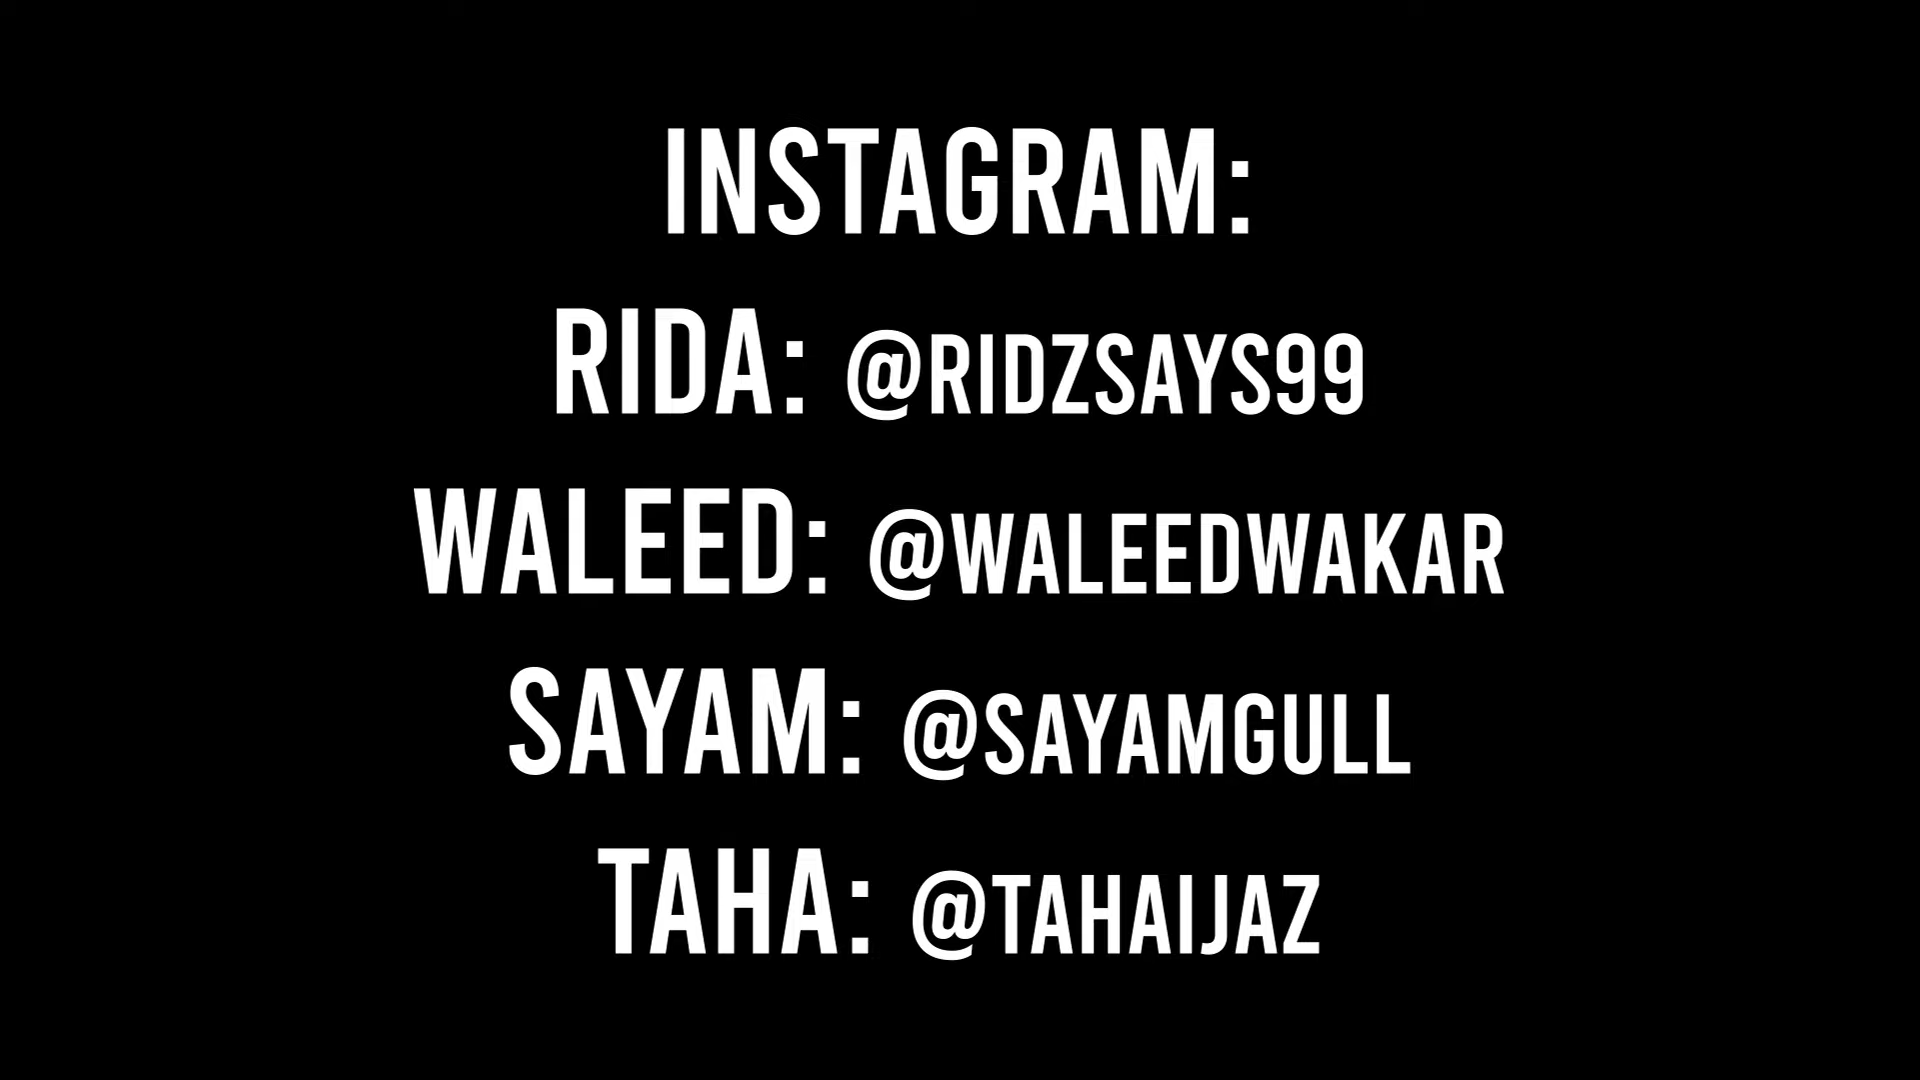 INSTAGRAM:
RIDA: @RIDZSAYS99
WALEED: @WALEEDWAKAR
SAYAM: @SAYAMGULL
TAHA: @TAHAIJAZ